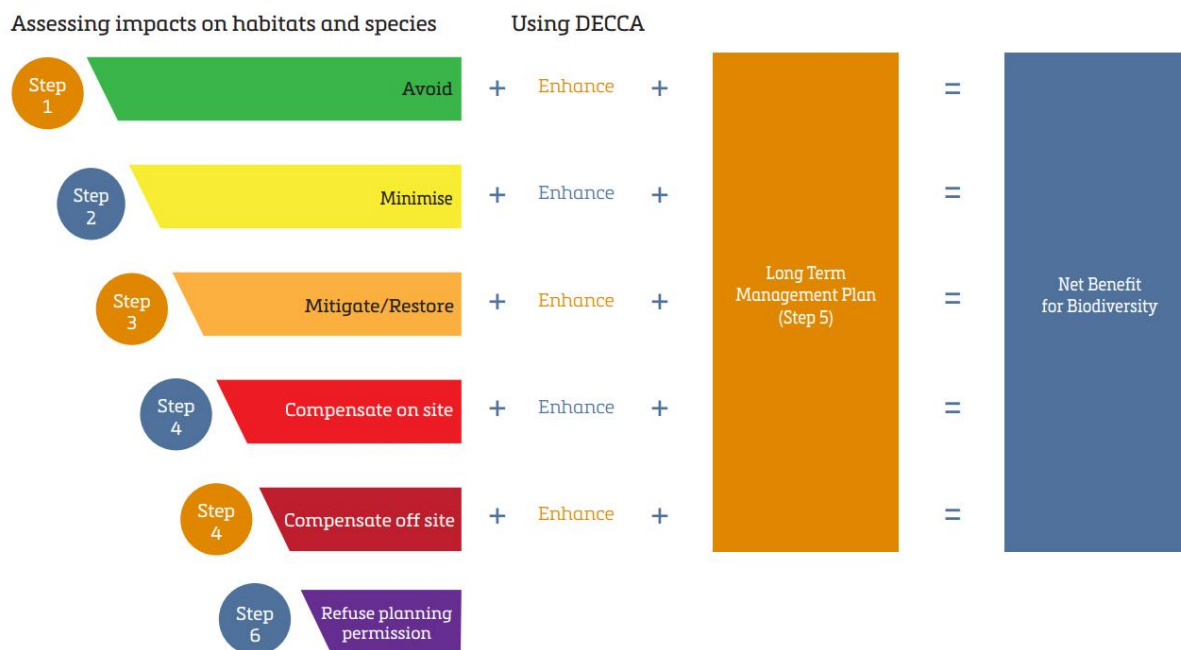 Assessing impacts on habitats and species
Using DECCA
Step
1
Avoid
+
Enhance
+
=
Step
2
Minimise
+
Enhance
+
=
Step
3
Mitigate/Restore
+
Enhance
+
Long Term
Management Plan
(Step 5)
=
Net Benefit
for Biodiversity
Step
4
Compensate on site
+
Enhance
+
=
Step
4
Compensate off site
+
Enhance
+
=
Step
6
Refuse planning
permission